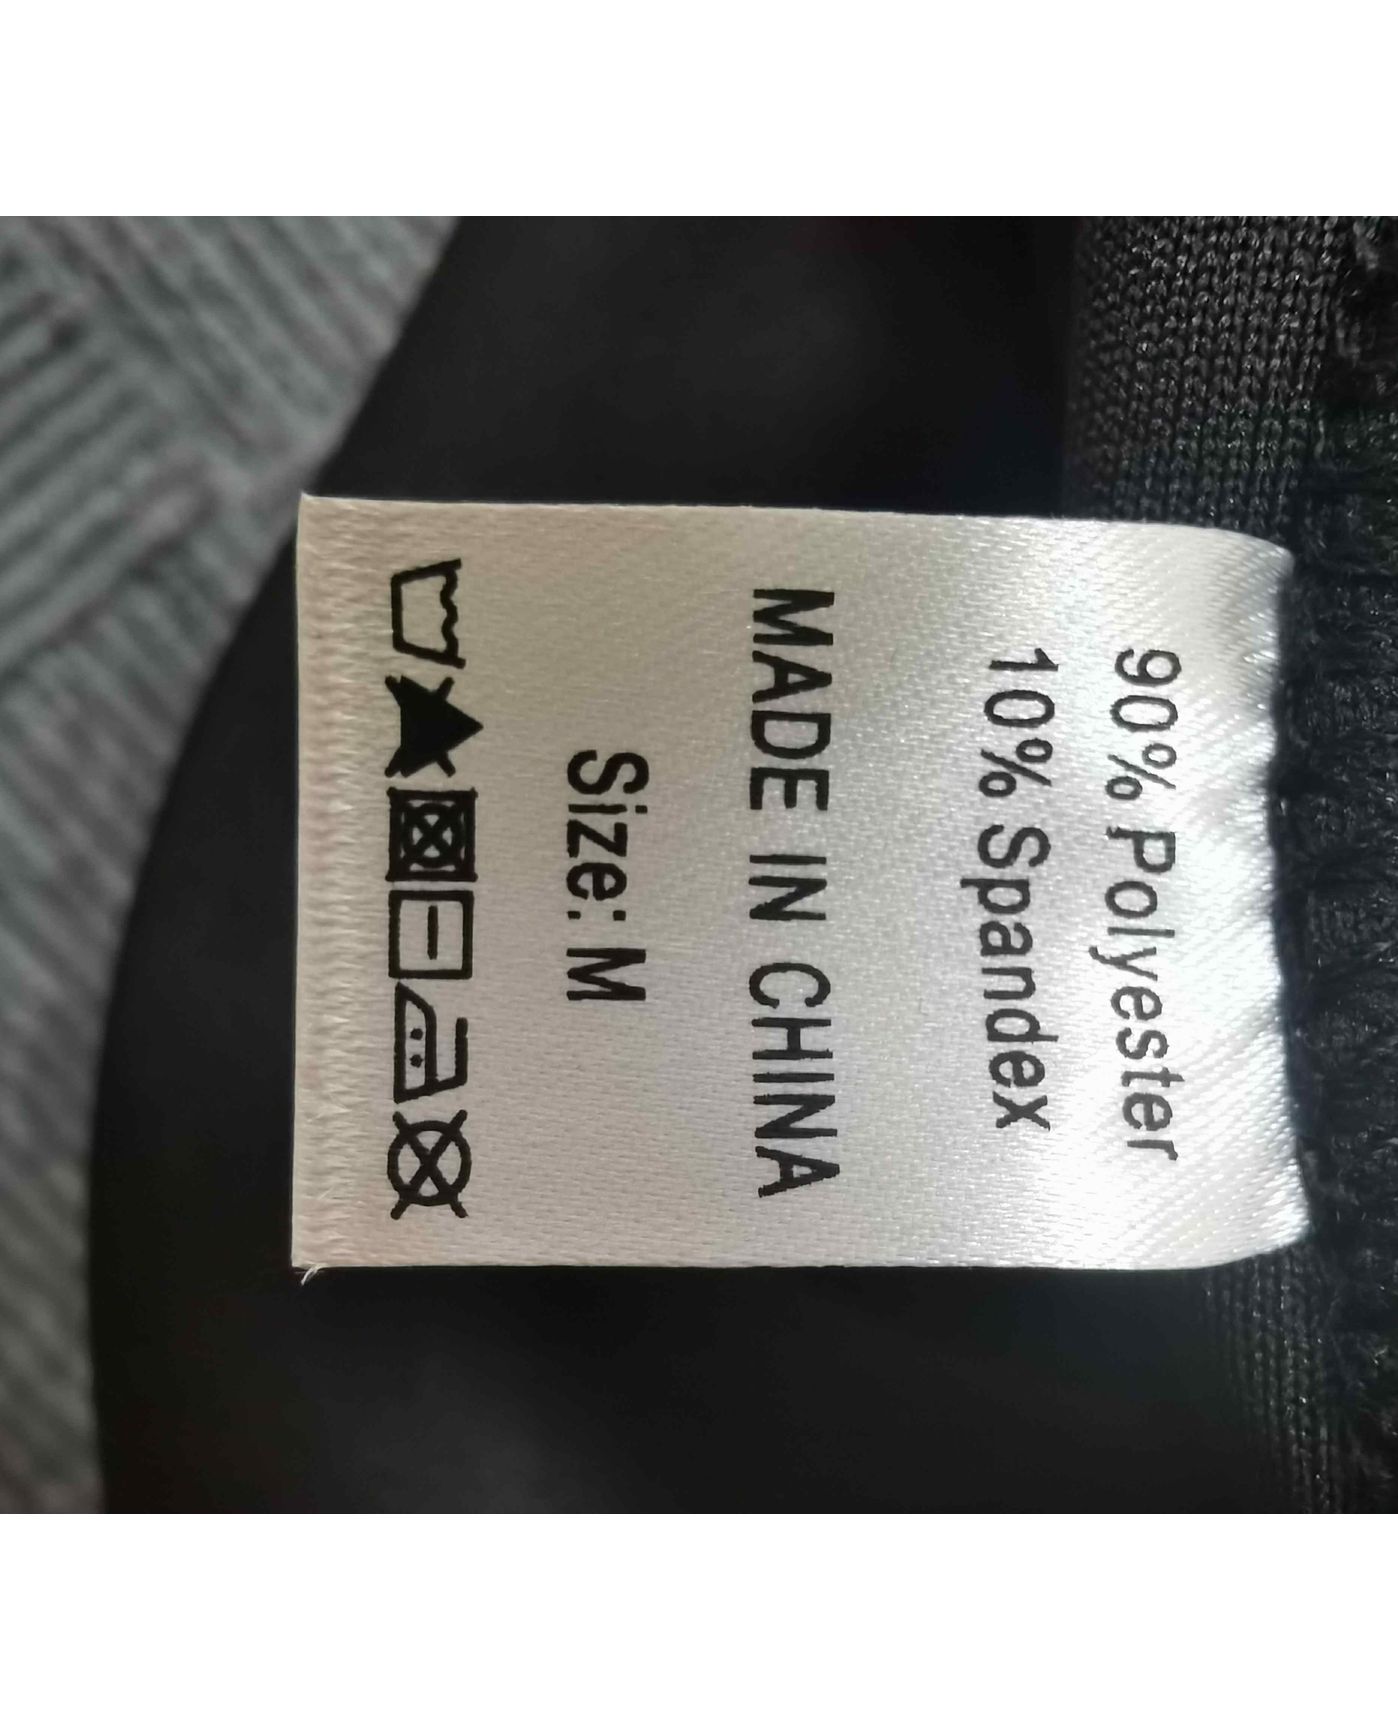 90% Polyester
10% Spandex
MADE IN CHINA
Size: M